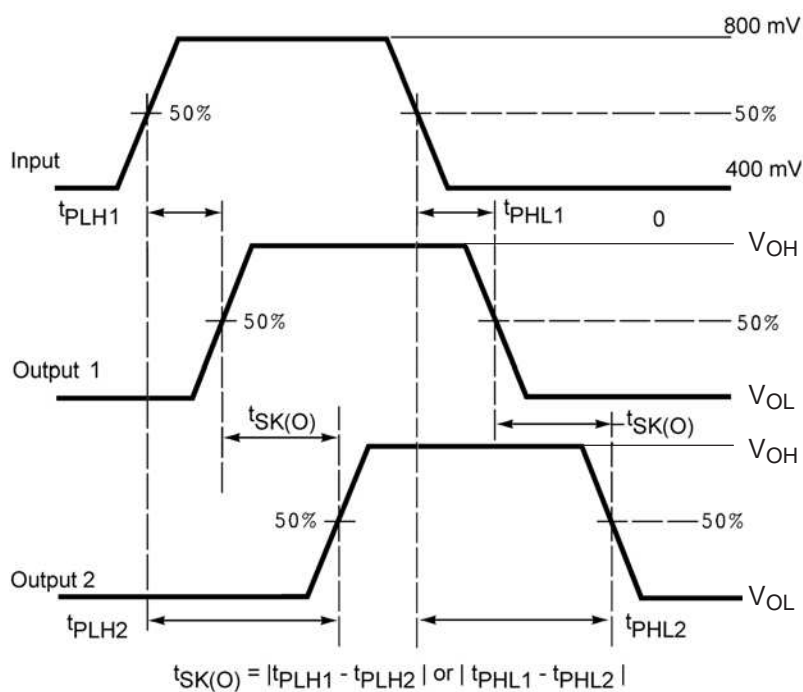 800 mV
50%
50%
Input
400 mV
tPLH1
tPHL1
0
VOH
50%
50%
Output 1
VOL
tSK(O)
tSK(O)
VOH
50%
50%
Output 2
VOL
tPLH2
tPHL2
tSK(O) = |tPLH1 - tPLH2 | or | tPHL1 - tPHL2 |